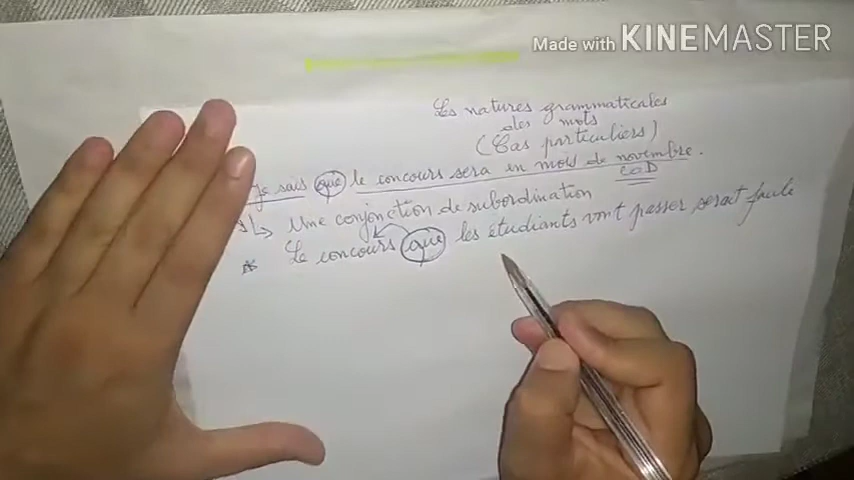 Made with KINEMASTER
Les natures grammaticales
des mots
(Cas particuliers)
je sais que le concours sera en mois de novembre.
COD
Une conjonction de subordination
* Le concours que les étudiants vont passer serait facile